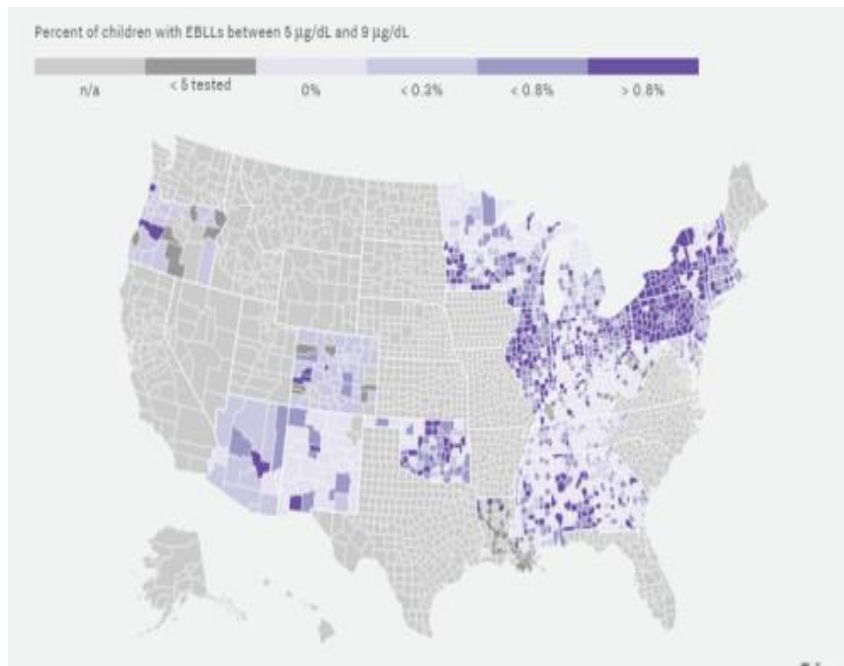 Percent of children with EBLLs between 5 µg/dL and 9 µg/dL
n/a
< 5 tested
0%
< 0.3%
< 0.8%
> 0.8%